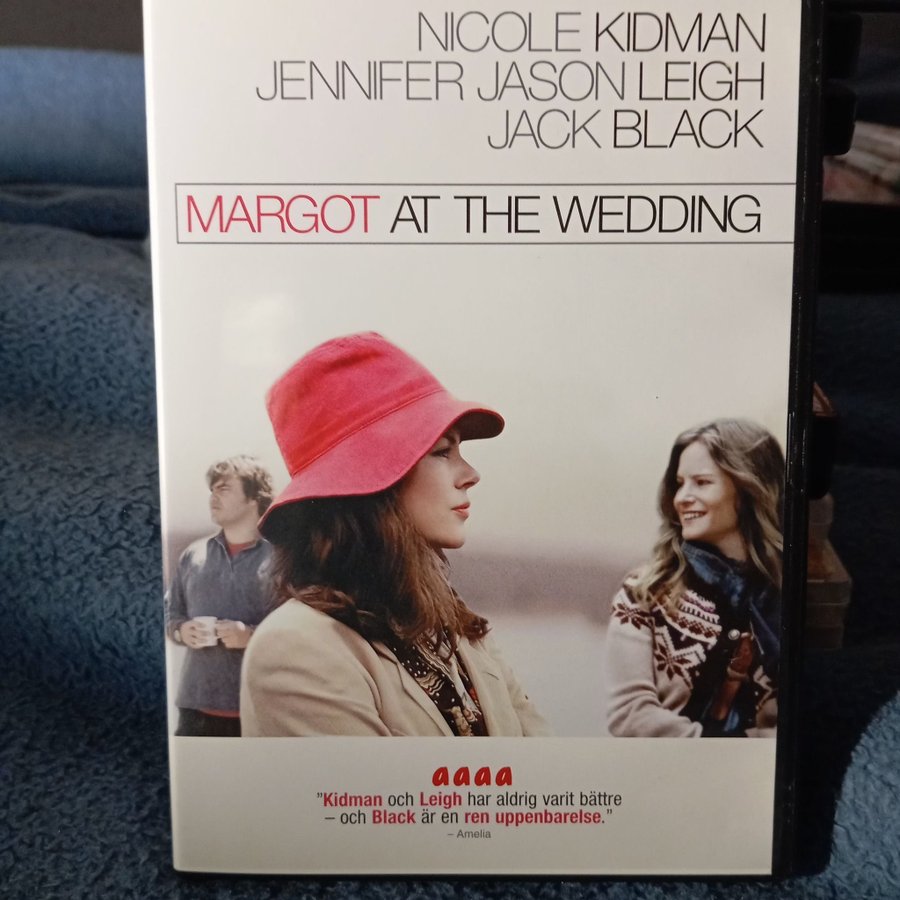 NICOLE KIDMAN
JENNIFER JASON LEIGH
JACK BLACK
MARGOT AT THE WEDDING
aaaa
”Kidman och Leigh har aldrig varit bättre
– och Black är en ren uppenbarelse.”
– Amelia